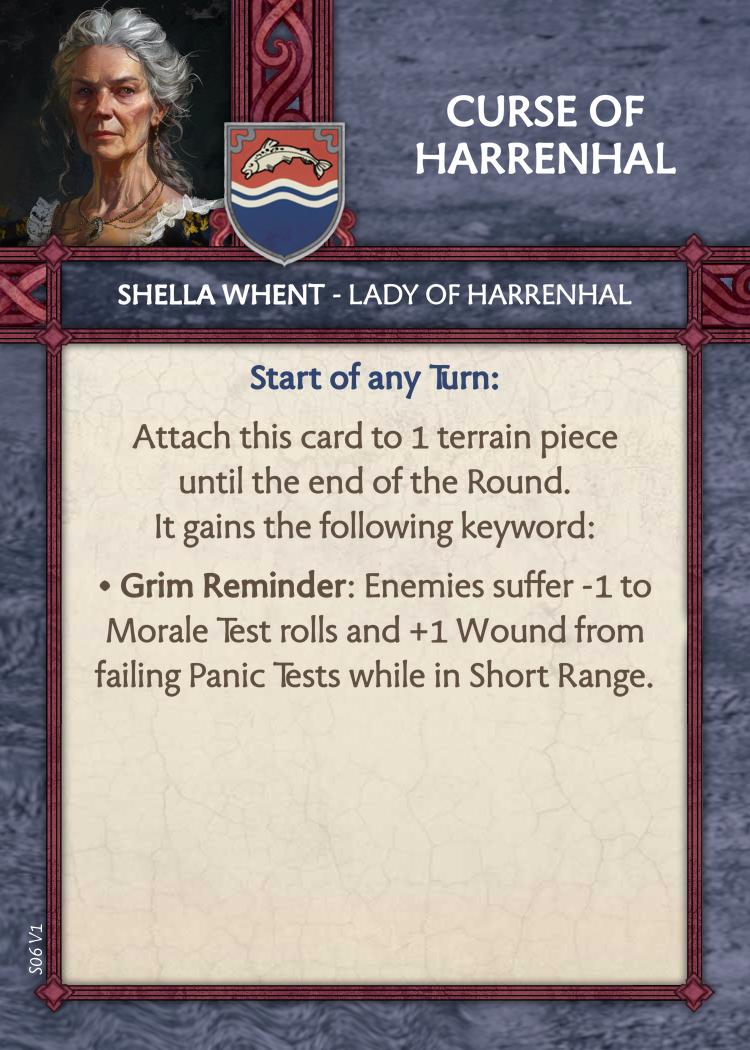 CURSE OF
HARRENHAL
SHELLA WHENT - LADY OF HARRENHAL
Start of any Turn:
Attach this card to 1 terrain piece
until the end of the Round.
It gains the following keyword:
• Grim Reminder: Enemies suffer -1 to
Morale Test rolls and +1 Wound from
failing Panic Tests while in Short Range.
S06 V1